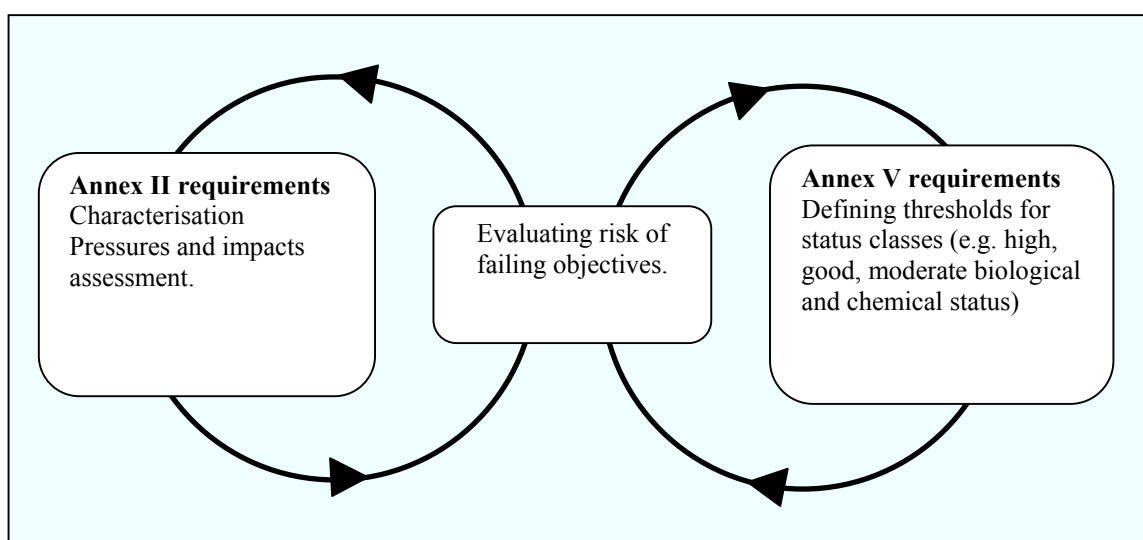 Annex II requirements
Characterisation
Pressures and impacts
assessment.
Evaluating risk of
failing objectives.
Annex V requirements
Defining thresholds for
status classes (e.g. high,
good, moderate biological
and chemical status)